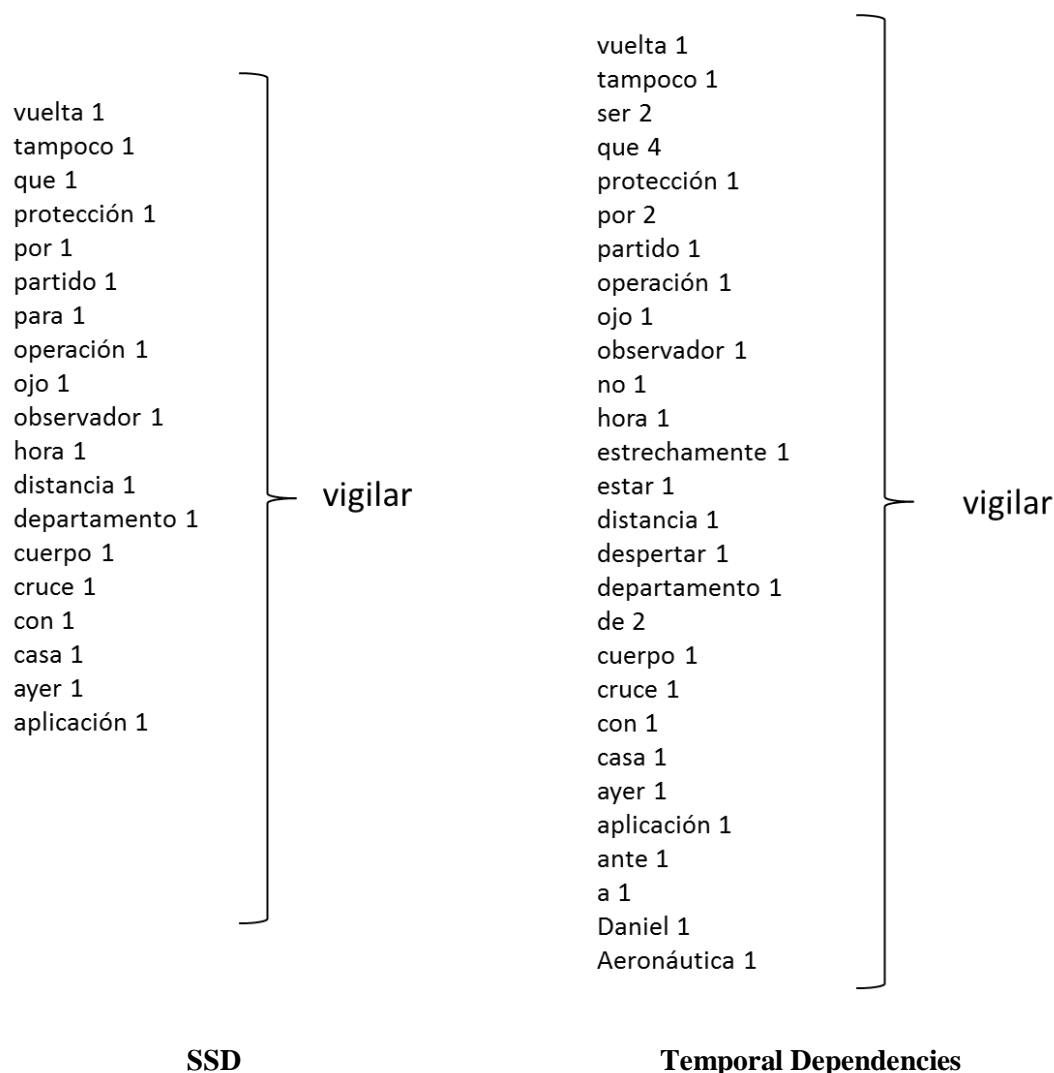 vuelta 1
tampoco 1
que 1
protección 1
por 1
partido 1
para 1
operación 1
ojo 1
observador 1
hora 1
distancia 1
departamento 1
cuerpo 1
cruce 1
con 1
casa 1
ayer 1
aplicación 1
vigilar
SSD
vuelta 1
tampoco 1
ser 2
que 4
protección 1
por 2
partido 1
operación 1
ojo 1
observador 1
no 1
hora 1
estrechamente 1
estar 1
distancia 1
despertar 1
departamento 1
de 2
cuerpo 1
cruce 1
con 1
casa 1
ayer 1
aplicación 1
ante 1
a 1
Daniel 1
Aeronáutica 1
vigilar
Temporal Dependencies